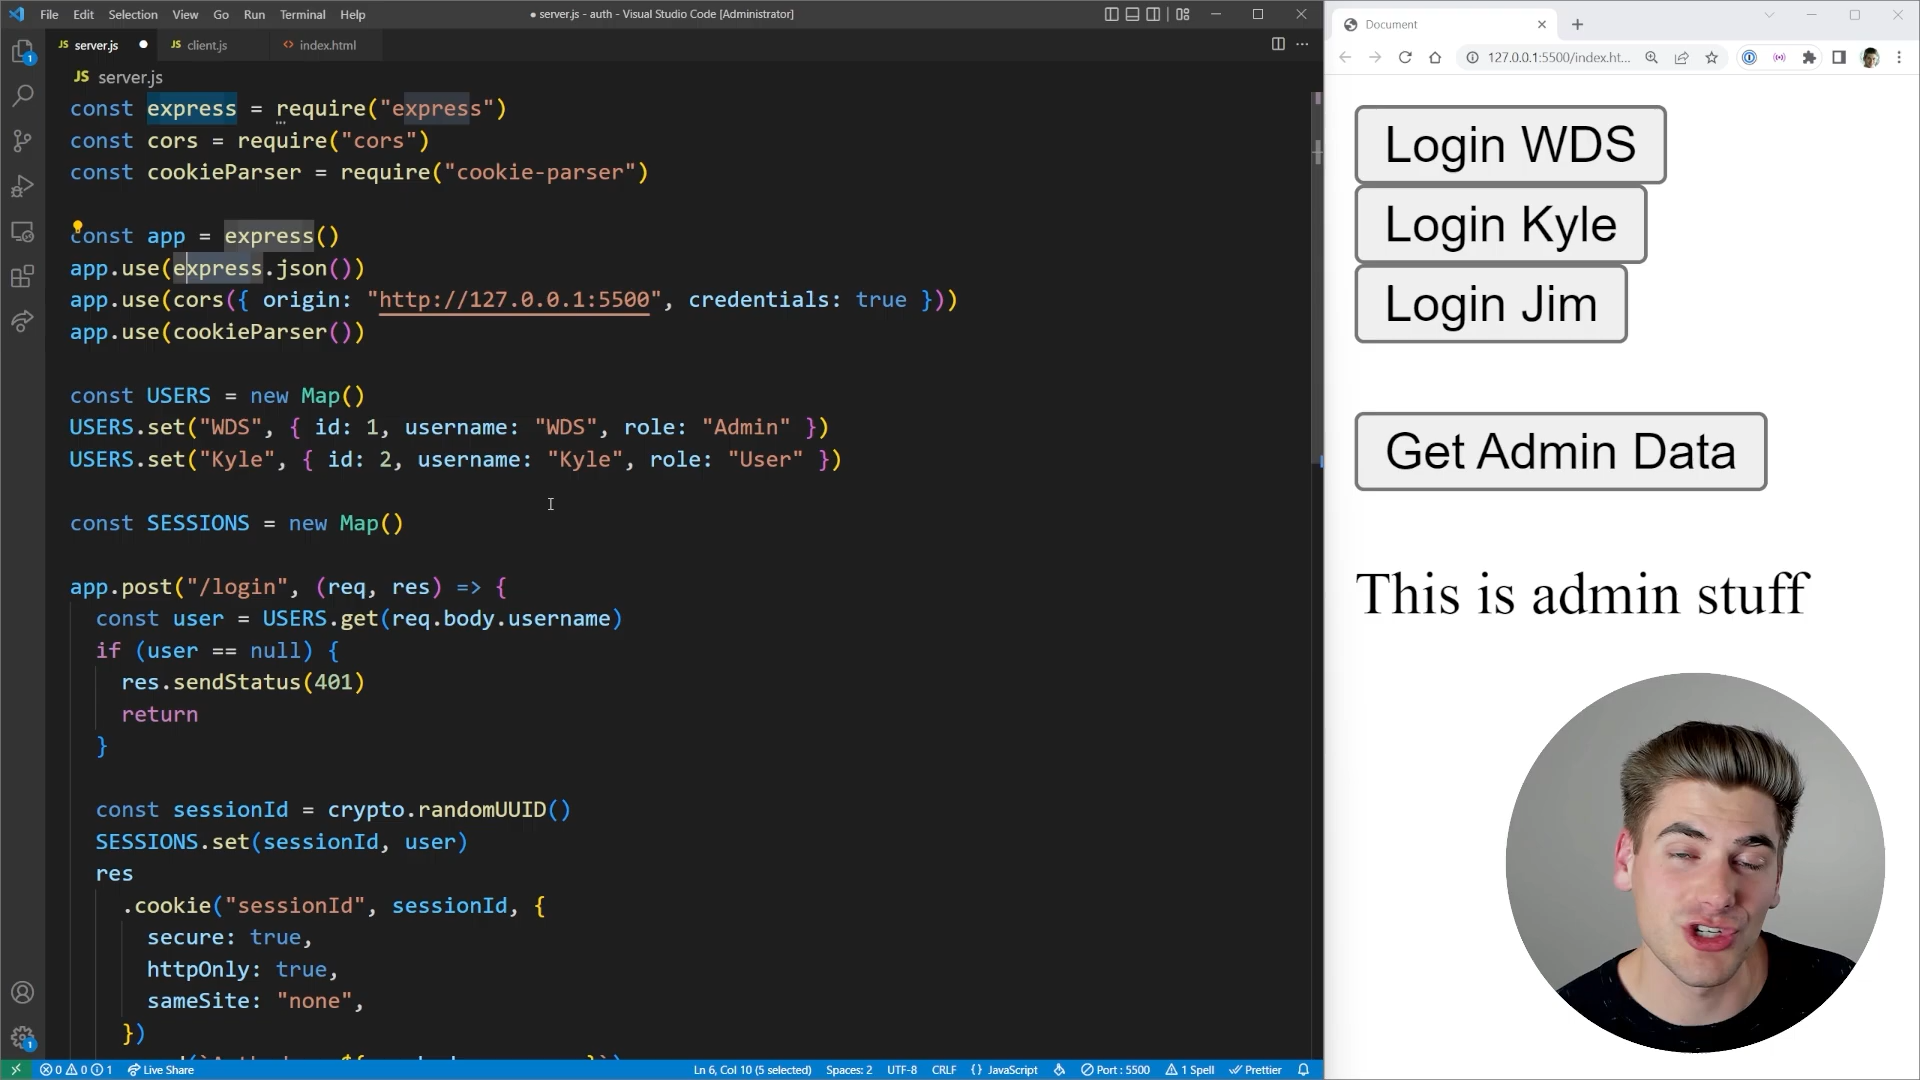 File Edit Selection View Go Run Terminal Help
● server.js - auth - Visual Studio Code [Administrator]
JS server.js
JS client.js
<> index.html
JS server.js
const express = require("express")
const cors = require("cors")
const cookieParser = require("cookie-parser")
const app = express()
app.use(express.json())
app.use(cors({ origin: "http://127.0.0.1:5500", credentials: true }))
app.use(cookieParser())
const USERS = new Map()
USERS.set("WDS", { id: 1, username: "WDS", role: "Admin" })
USERS.set("Kyle", { id: 2, username: "Kyle", role: "User" })
const SESSIONS = new Map()
app.post("/login", (req, res) => {
const user = USERS.get(req.body.username)
if (user == null) {
res.sendStatus(401)
return
}
const sessionId = crypto.randomUUID()
SESSIONS.set(sessionId, user)
res
.cookie("sessionId", sessionId, {
secure: true,
httpOnly: true,
sameSite: "none",
})
1
1
0 0 1 Live Share
Ln 6, Col 10 (5 selected) Spaces: 2 UTF-8 CRLF {} JavaScript Port : 5500 1 Spell Prettier
Document
127.0.0.1:5500/index.ht...
Login WDS
Login Kyle
Login Jim
Get Admin Data
This is admin stuff